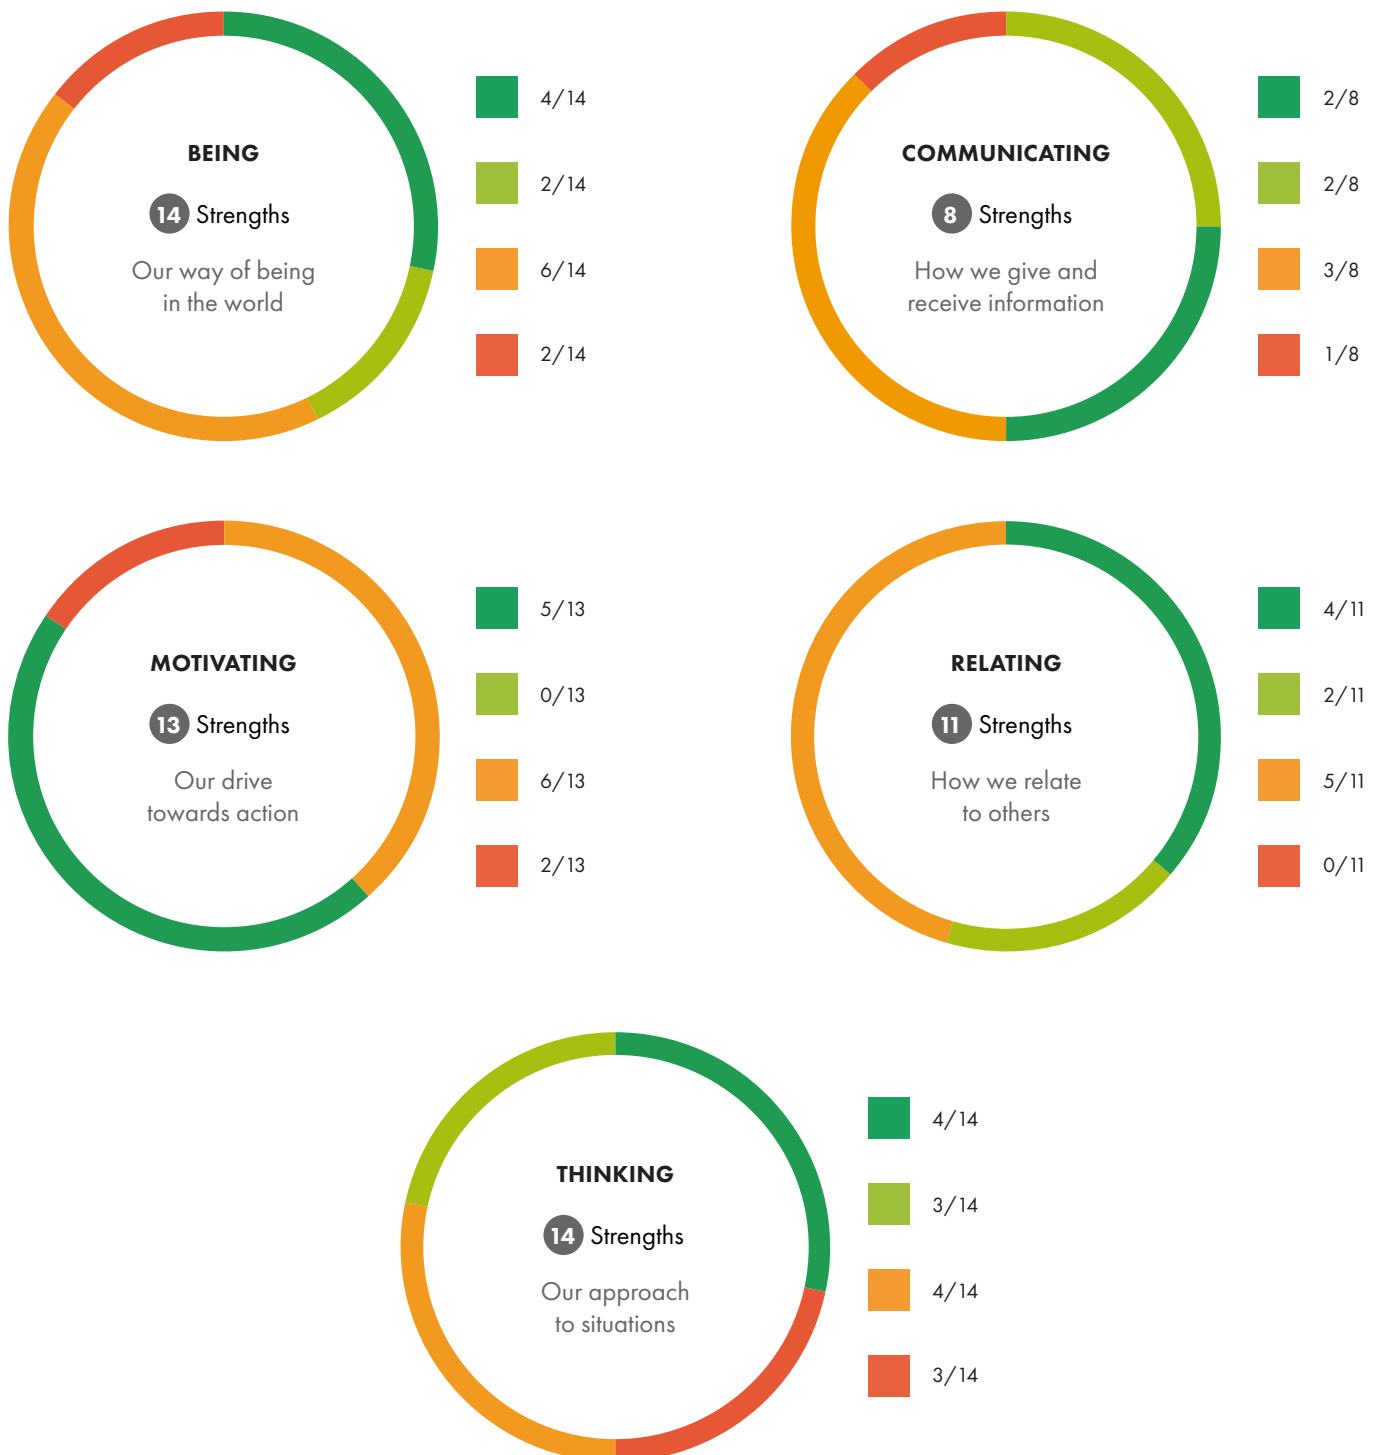 BEING
14 Strengths
Our way of being
in the world
4/14
2/14
6/14
2/14
COMMUNICATING
8 Strengths
How we give and
receive information
2/8
2/8
3/8
1/8
MOTIVATING
13 Strengths
Our drive
towards action
5/13
0/13
6/13
2/13
RELATING
11 Strengths
How we relate
to others
4/11
2/11
5/11
0/11
THINKING
14 Strengths
Our approach
to situations
4/14
3/14
4/14
3/14